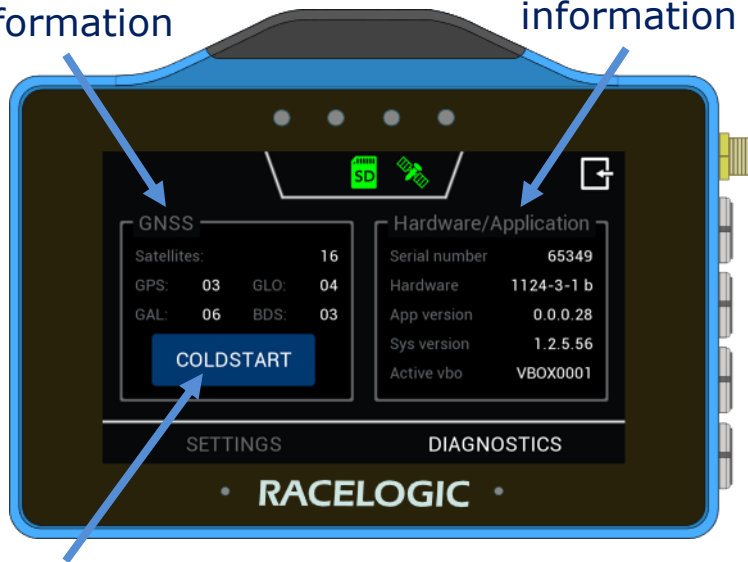 information
SD
GNSS
Satellites: 16
GPS: 03 GLO: 04
GAL: 06 BDS: 03
COLDSTART
Hardware/Application
Serial number 65349
Hardware 1124-3-1 b
App version 0.0.0.28
Sys version 1.2.5.56
Active vbo VBOX0001
SETTINGS DIAGNOSTICS
RACELOGIC